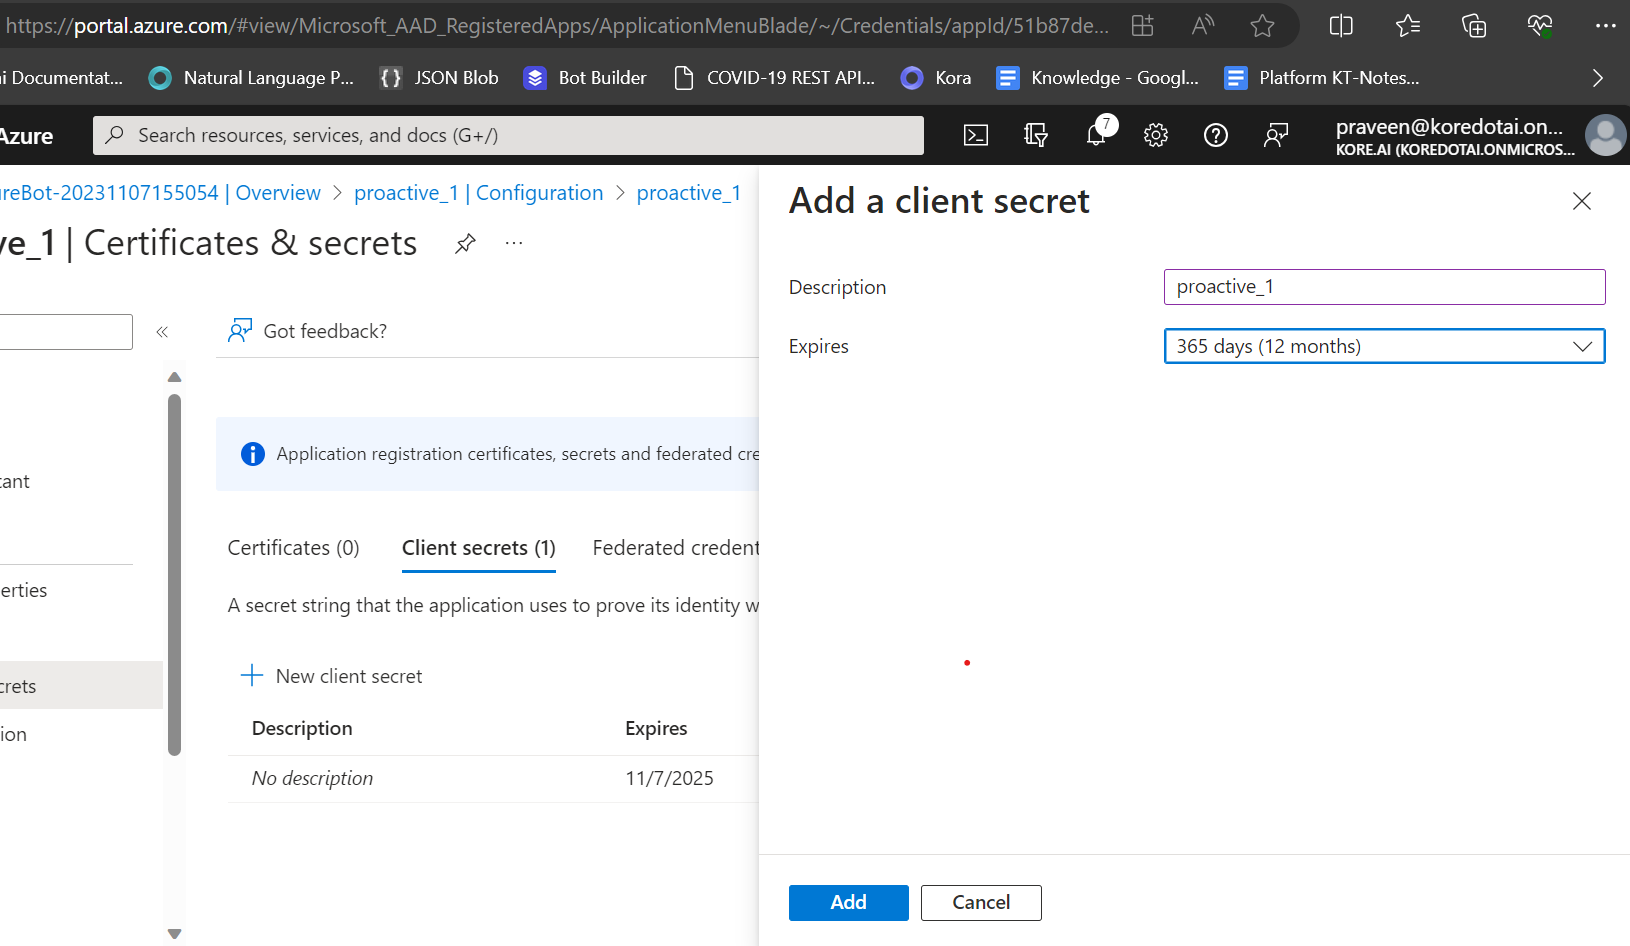 https://portal.azure.com/#view/Microsoft_AAD_RegisteredApps/ApplicationMenuBlade/~/Credentials/appId/51b87de...
ai Documentat... Natural Language P... {} JSON Blob Bot Builder COVID-19 REST API... Kora Knowledge - Googl... Platform KT-Notes...
Azure Search resources, services, and docs (G+/) 7 praveen@koredotai.on...
KORE.AI (KOREDOTAI.ONMICROS...
reBot-20231107155054 | Overview > proactive_1 | Configuration > proactive_1
ve_1 | Certificates & secrets ...
Got feedback?
tant
erties
crets
ion
Application registration certificates, secrets and federated cre
Certificates (0) Client secrets (1) Federated credent
A secret string that the application uses to prove its identity w
New client secret
Description Expires
No description 11/7/2025
Add a client secret
Description proactive_1
Expires 365 days (12 months)
Add Cancel